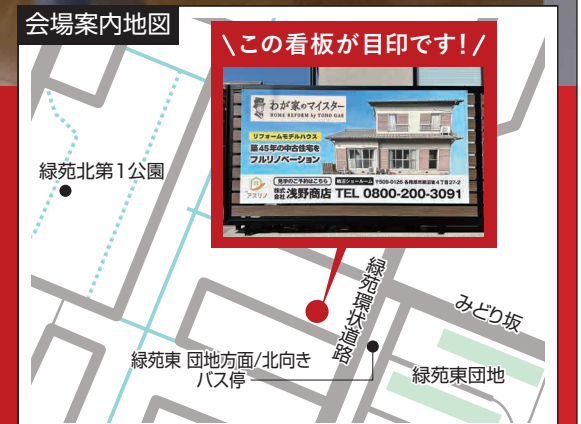 会場案内地図
\この看板が目印です!/
わが家のマイスター
HOME REFORM by TOHO GAS
リフォームモデルハウス
築45年の中古住宅を
フルリノベーション
アスリノ
見学のご予約はこちら
〒509-0126
株式会社浅野商店 TEL 0800-200-3091
緑苑北第1公園
緑苑環状道路
みどり坂
緑苑東 団地方面/北向き
バス停
緑苑東団地